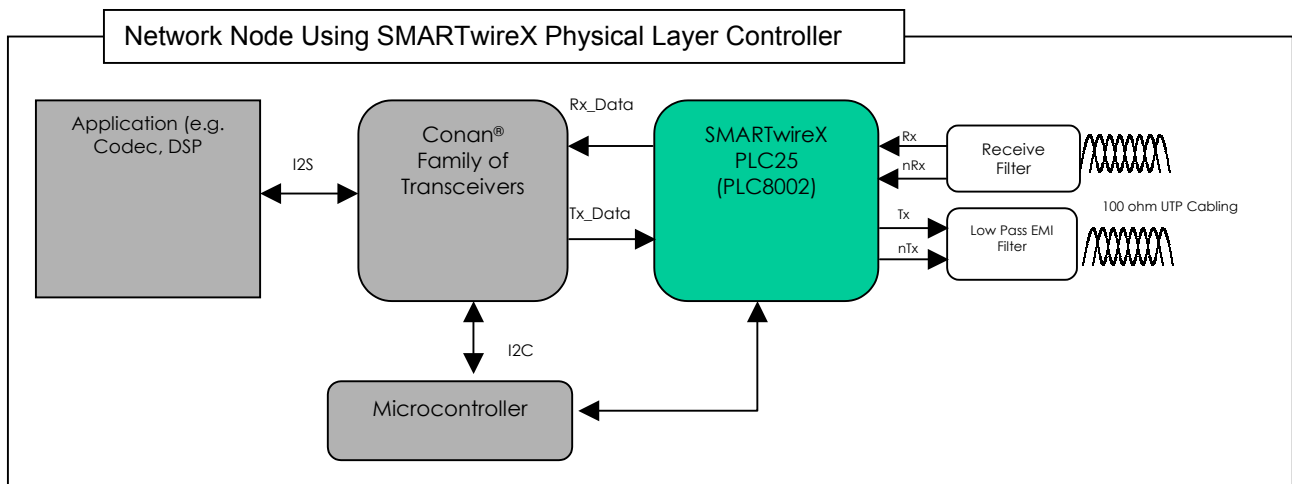 Network Node Using SMARTwireX Physical Layer Controller
Application (e.g.
Codec, DSP
I2S
Conan®
Family of
Transceivers
Rx_Data
Tx_Data
SMARTwireX
PLC25
(PLC8002)
Rx
nRx
Tx
nTx
Receive
Filter
100 ohm UTP Cabling
Low Pass EMI
Filter
I2C
Microcontroller